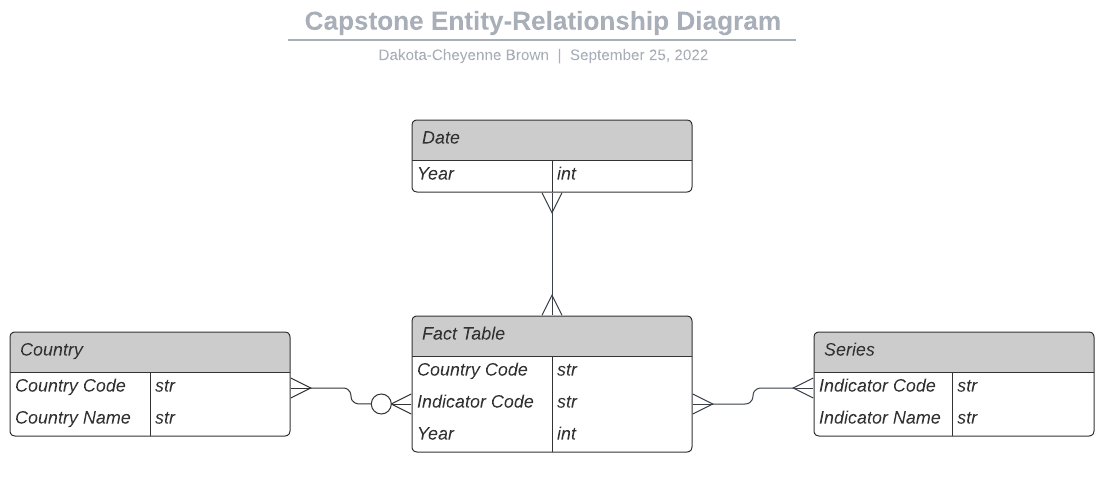 Capstone Entity-Relationship Diagram
Dakota-Cheyenne Brown | September 25, 2022
Date
Year int
Country
Country Code str
Country Name str
Fact Table
Country Code str
Indicator Code str
Year int
Series
Indicator Code str
Indicator Name str